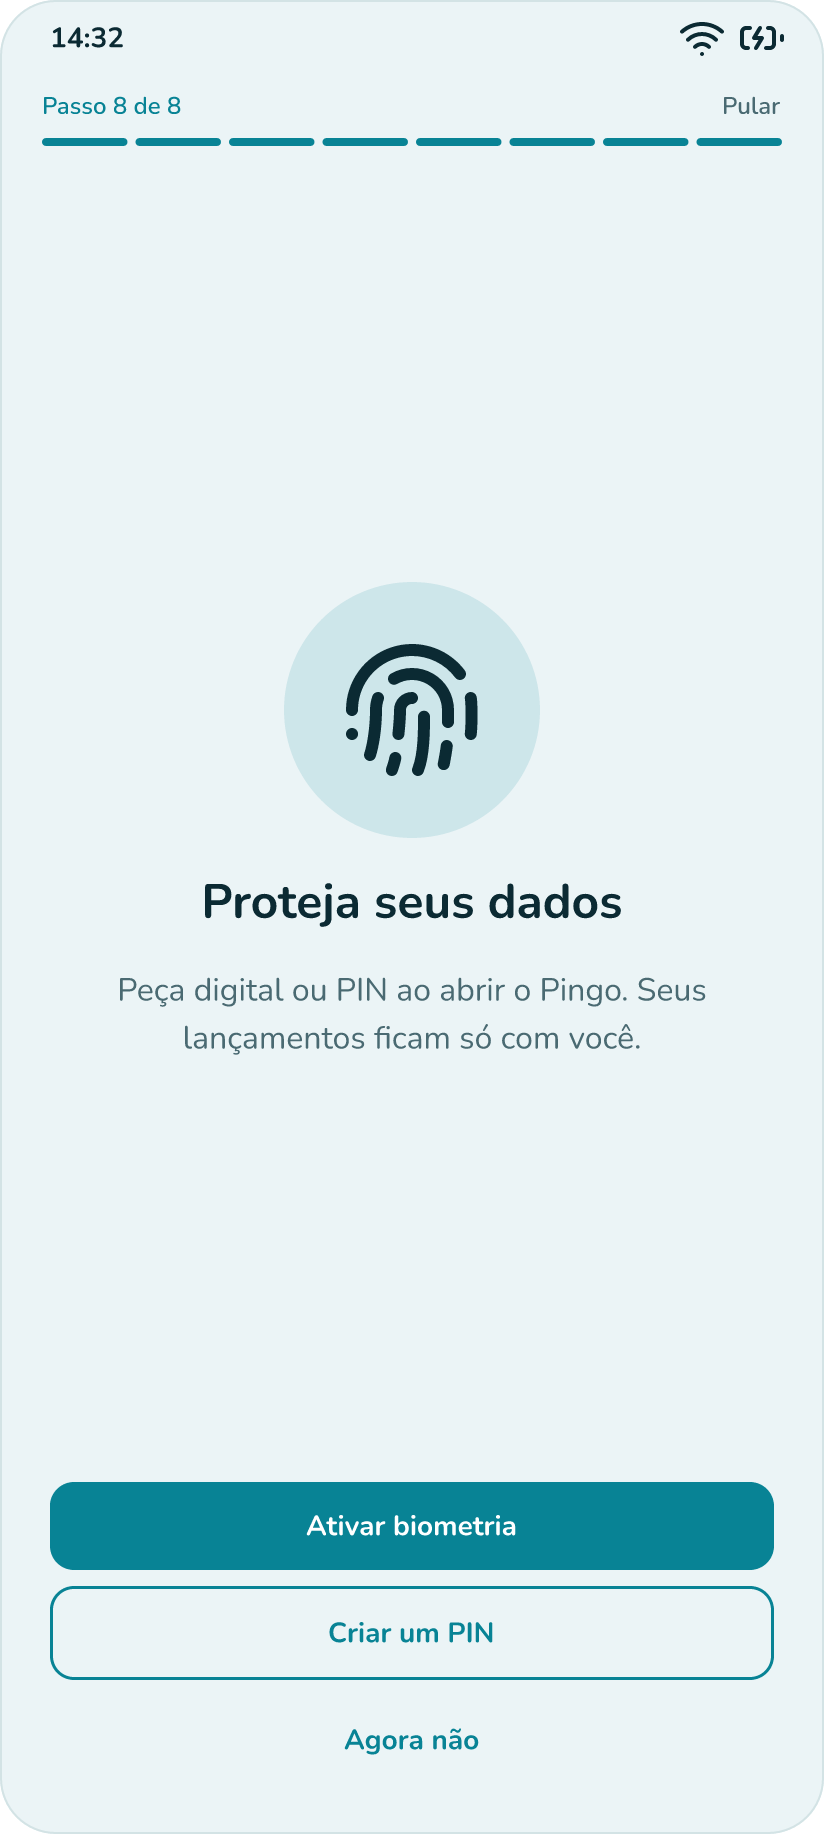 14:32
Passo 8 de 8
Pular
Proteja seus dados
Peça digital ou PIN ao abrir o Pingo. Seus
lançamentos ficam só com você.
Ativar biometria
Criar um PIN
Agora não